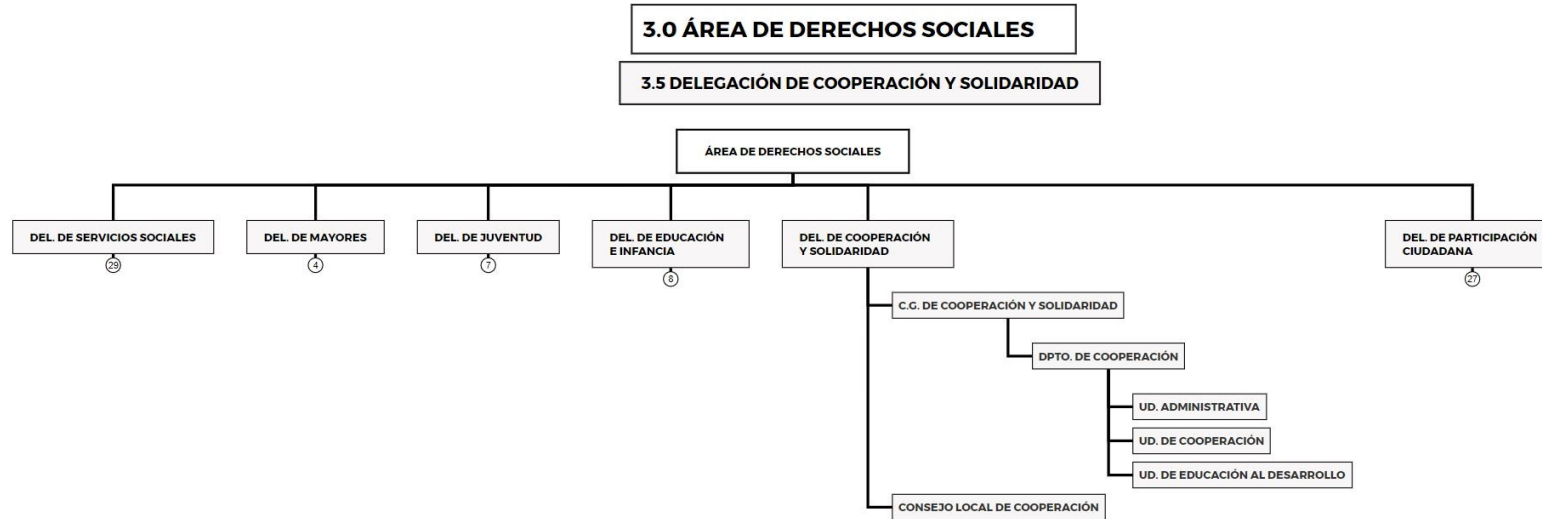 3.0 ÁREA DE DERECHOS SOCIALES
3.5 DELEGACIÓN DE COOPERACIÓN Y SOLIDARIDAD
ÁREA DE DERECHOS SOCIALES
DEL. DE SERVICIOS SOCIALES
29
DEL. DE MAYORES
4
DEL. DE JUVENTUD
7
DEL. DE EDUCACIÓN
E INFANCIA
8
DEL. DE COOPERACIÓN
Y SOLIDARIDAD
DEL. DE PARTICIPACIÓN
CIUDADANA
27
C.G. DE COOPERACIÓN Y SOLIDARIDAD
DPTO. DE COOPERACIÓN
UD. ADMINISTRATIVA
UD. DE COOPERACIÓN
UD. DE EDUCACIÓN AL DESARROLLO
CONSEJO LOCAL DE COOPERACIÓN